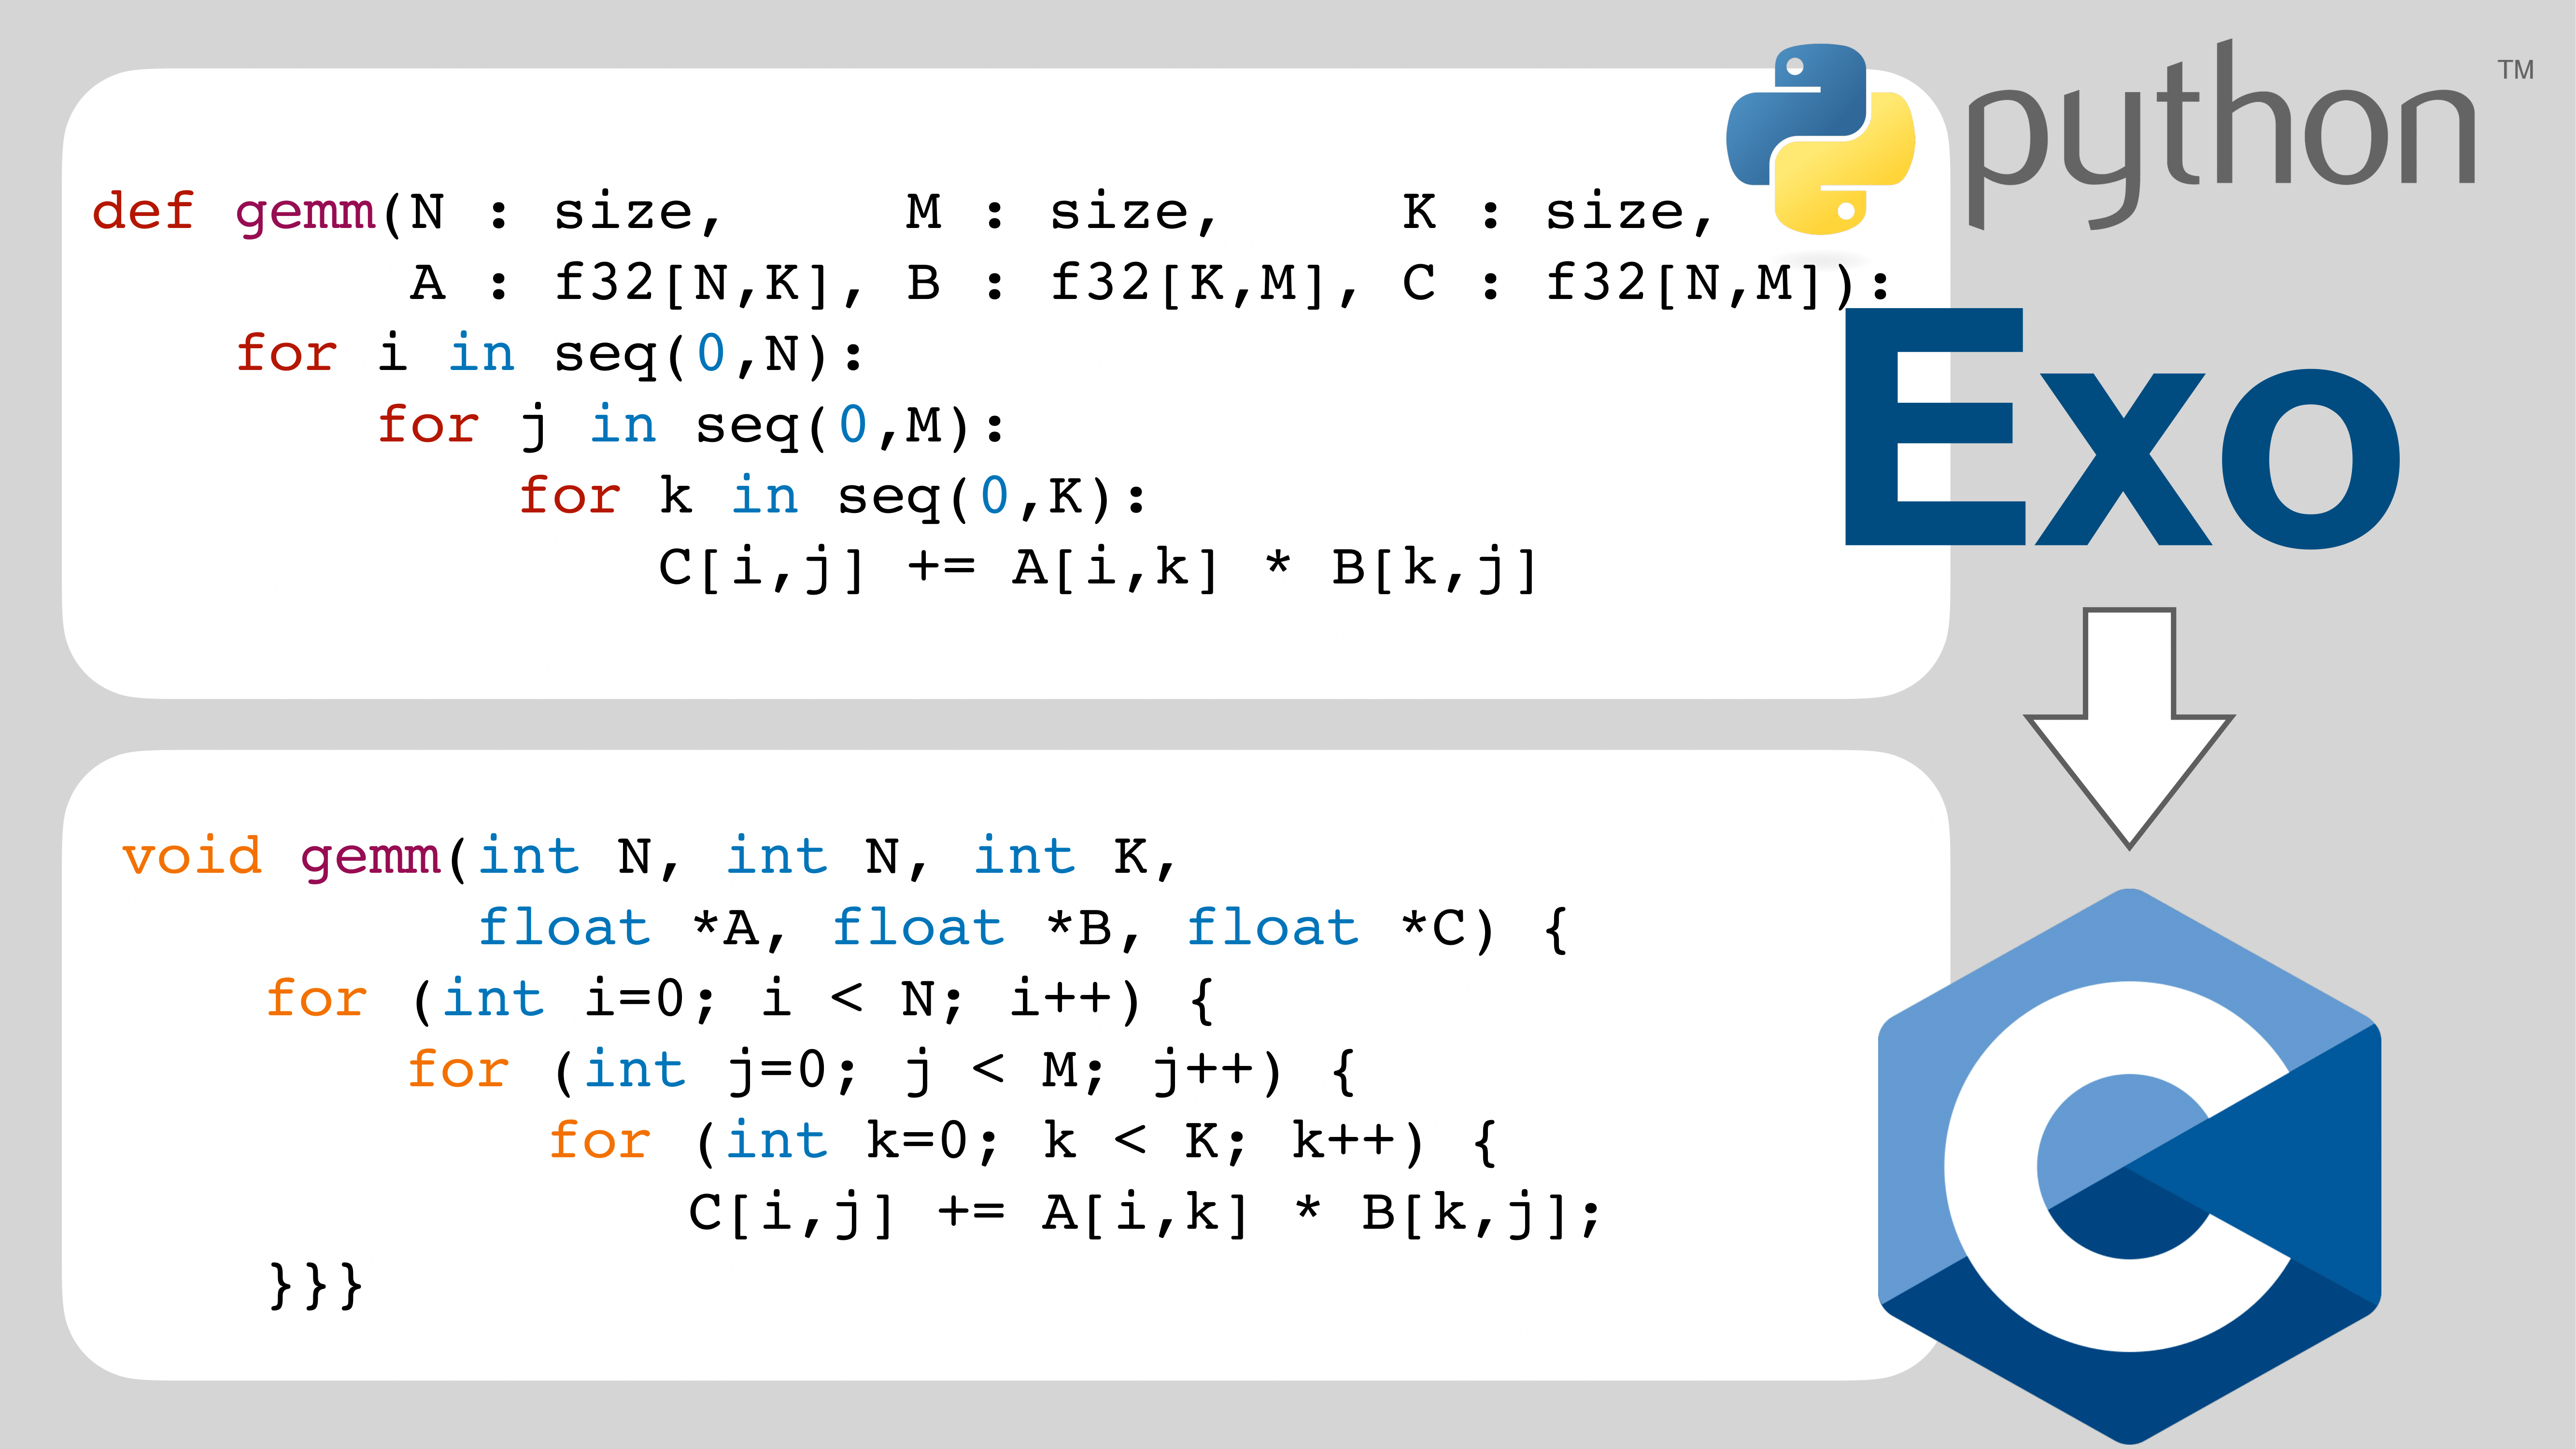 python™
def gemm(N : size,     M : size,     K : size,
         A : f32[N,K], B : f32[K,M], C : f32[N,M]):
    for i in seq(0,N):
        for j in seq(0,M):
            for k in seq(0,K):
                C[i,j] += A[i,k] * B[k,j]
Exo
void gemm(int N, int N, int K,
          float *A, float *B, float *C) {
    for (int i=0; i < N; i++) {
        for (int j=0; j < M; j++) {
            for (int k=0; k < K; k++) {
                C[i,j] += A[i,k] * B[k,j];
    }}}
C